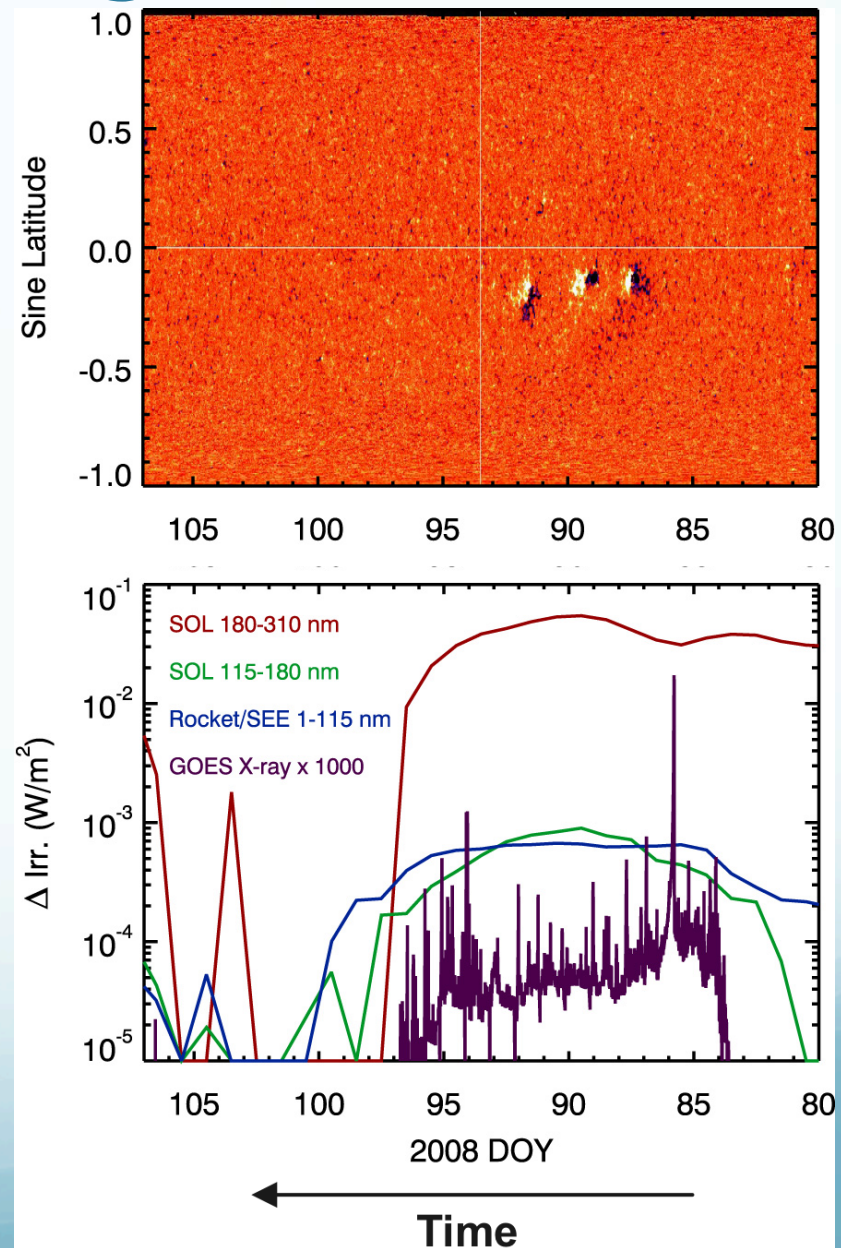 1.0
0.5
0.0
-0.5
-1.0
Sine Latitude
105 100 95 90 85 80
10-1
10-2
10-3
10-4
10-5
Δ Irr. (W/m2)
SOL 180-310 nm
SOL 115-180 nm
Rocket/SEE 1-115 nm
GOES X-ray x 1000
105 100 95 90 85 80
2008 DOY
Time